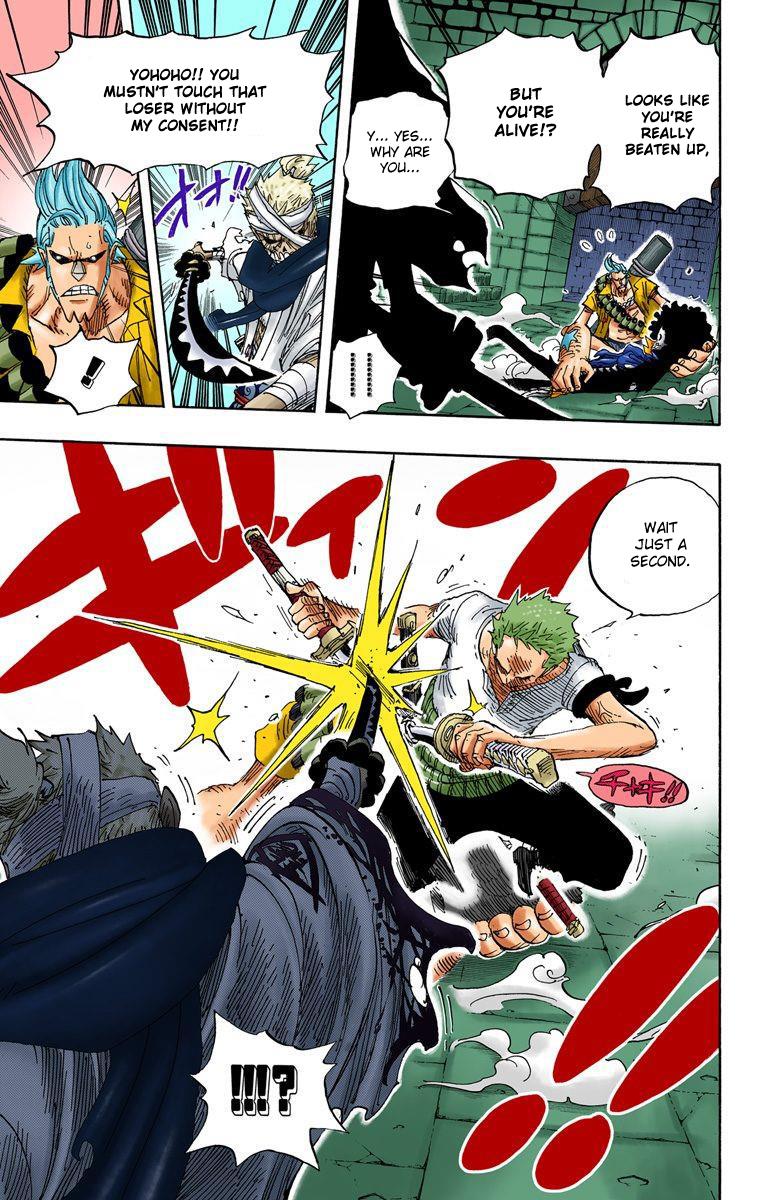 LOOKS LIKE
YOU'RE
REALLY
BEATEN UP,
BUT
YOU'RE
ALIVE!?
Y... YES...
WHY ARE
YOU...
!!!
オオ!!
YOHOHO!! YOU
MUSTN'T TOUCH THAT
LOSER WITHOUT
MY CONSENT!!
!
WAIT
JUST A
SECOND.
ギィン
!!
!!!?